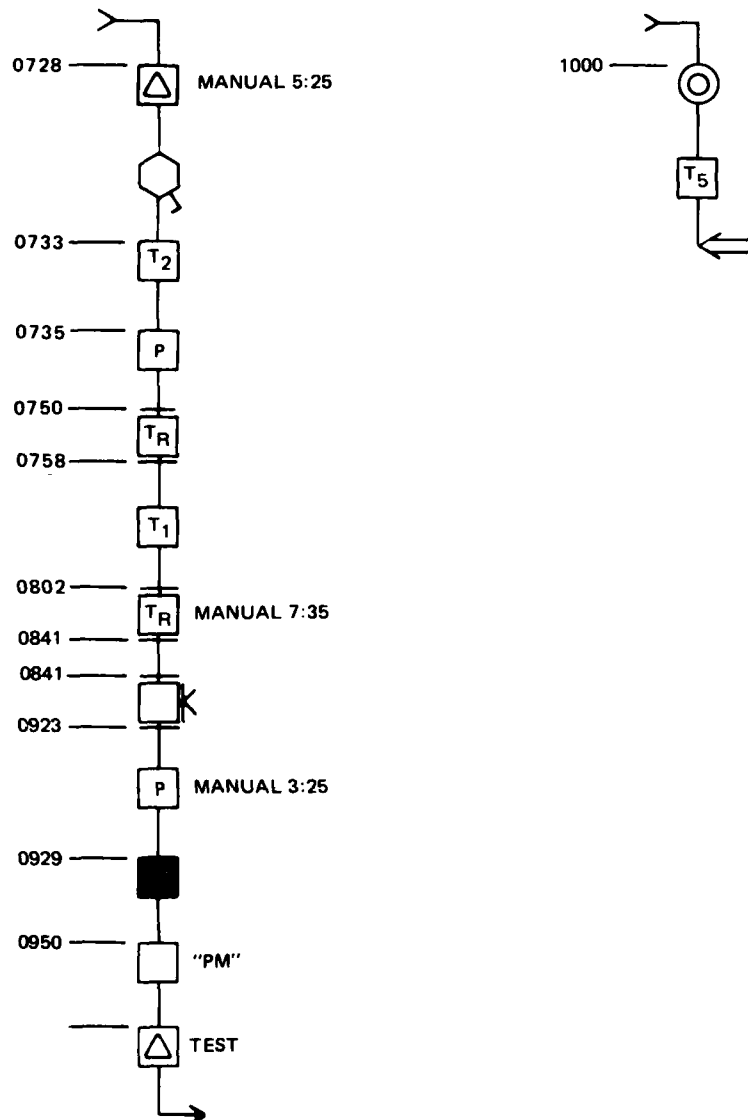 0728
MANUAL 5:25
0733
T2
0735
P
0750
TR
0758
T1
0802
TR MANUAL 7:35
0841
0841
K
0923
P MANUAL 3:25
0929
0950
"PM"
TEST
1000
T5